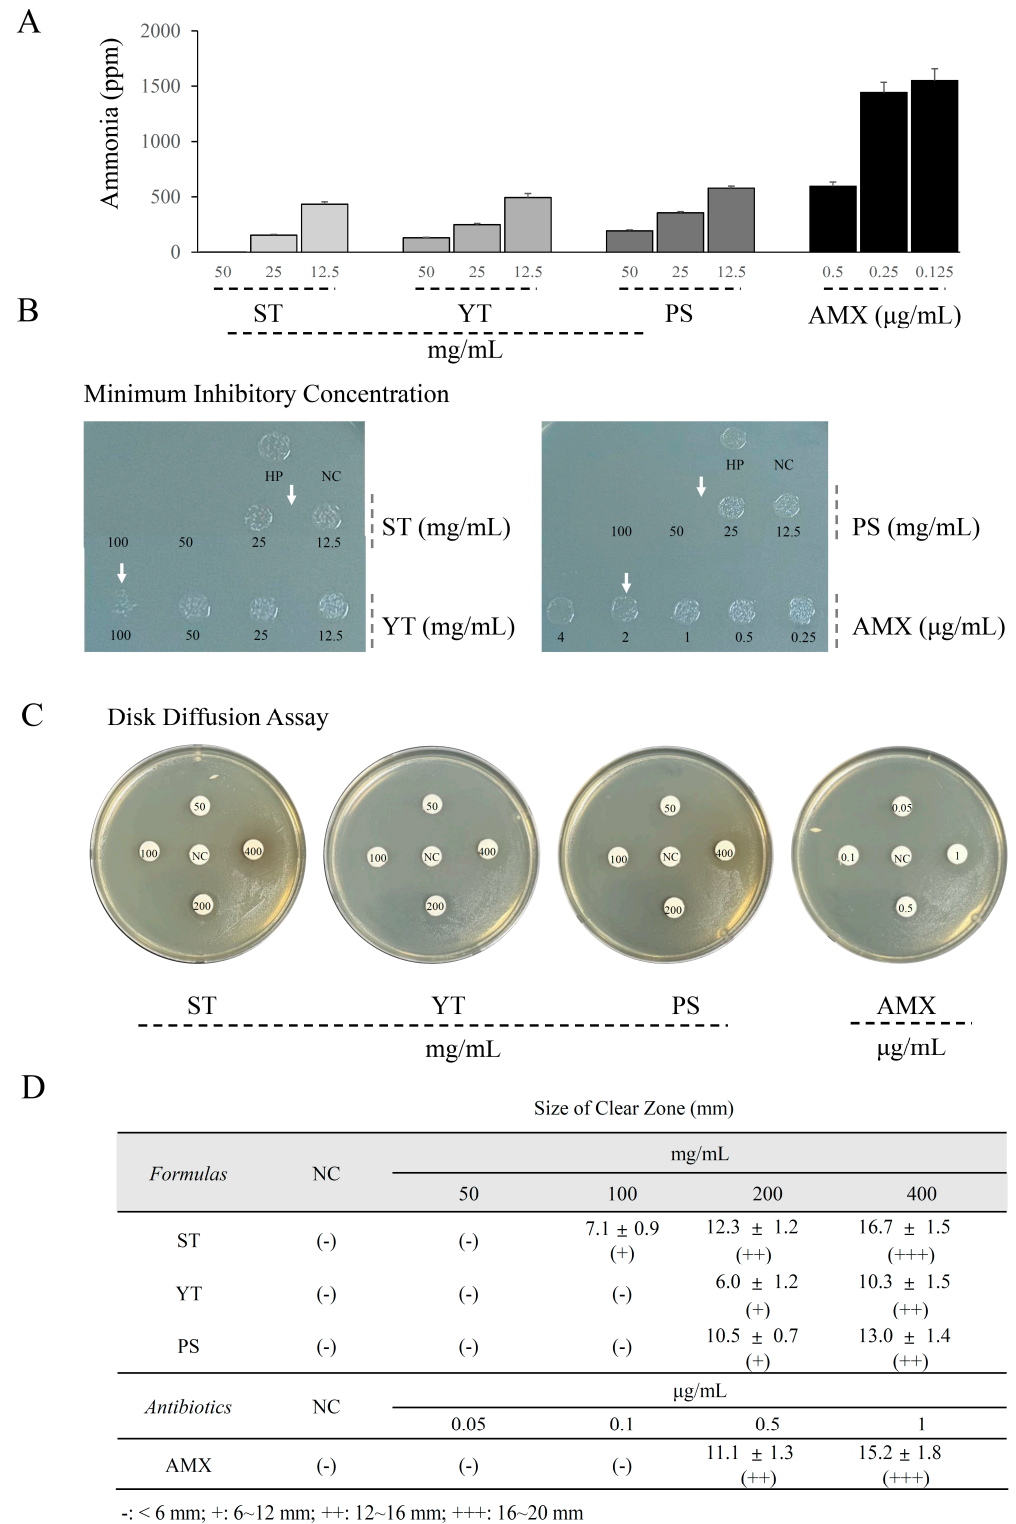 A
Ammonia (ppm)
2000
1500
1000
500
0
50 25 12.5 50 25 12.5 50 25 12.5 0.5 0.25 0.125
ST YT PS AMX (μg/mL)
mg/mL
B
Minimum Inhibitory Concentration
HP NC
ST (mg/mL)
100 50 25 12.5
YT (mg/mL)
100 50 25 12.5
HP NC
PS (mg/mL)
100 50 25 12.5
AMX (μg/mL)
4 2 1 0.5 0.25
C
Disk Diffusion Assay
50
100 NC 400
200
50
100 NC 400
200
50
100 NC 400
200
0.05
0.1 NC 1
0.5
ST YT PS AMX
mg/mL μg/mL
D
Size of Clear Zone (mm)
Formulas NC mg/mL
50 100 200 400
ST (-) (-) 7.1 ± 0.9 12.3 ± 1.2 16.7 ± 1.5
(+) (++) (+++)
YT (-) (-) (-) 6.0 ± 1.2 10.3 ± 1.5
(+) (++)
PS (-) (-) (-) 10.5 ± 0.7 13.0 ± 1.4
(+) (++)
Antibiotics NC μg/mL
0.05 0.1 0.5 1
AMX (-) (-) (-) 11.1 ± 1.3 15.2 ± 1.8
(++) (+++)
-: < 6 mm; +: 6~12 mm; ++: 12~16 mm; +++: 16~20 mm